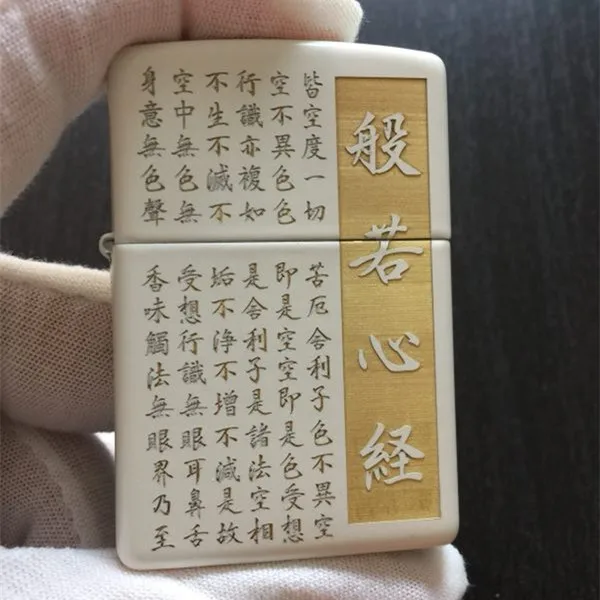 般若心経
皆空度一切苦厄舎利子色不異空
空不異色色即是空空即是色受想
行識亦複如是舎利子是諸法空相
不生不滅不垢不浄不増不減是故
空中無色無受想行識無眼耳鼻舌
身意無色聲香味觸法無眼界乃至